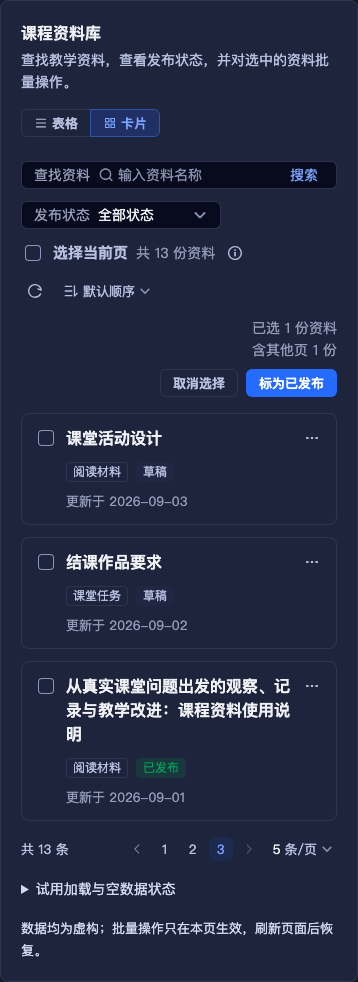 课程资料库
查找教学资料，查看发布状态，并对选中的资料批
量操作。
表格 卡片
查找资料 输入资料名称 搜索
发布状态 全部状态
选择当前页 共 13 份资料
默认顺序
已选 1 份资料
含其他页 1 份
取消选择 标为已发布
课堂活动设计
阅读材料 草稿
更新于 2026-09-03
结课作品要求
课堂任务 草稿
更新于 2026-09-02
从真实课堂问题出发的观察、记
录与教学改进：课程资料使用说
明
阅读材料 已发布
更新于 2026-09-01
共 13 条 1 2 3 5 条/页
试用加载与空数据状态
数据均为虚构；批量操作只在本页生效，刷新页面后恢
复。